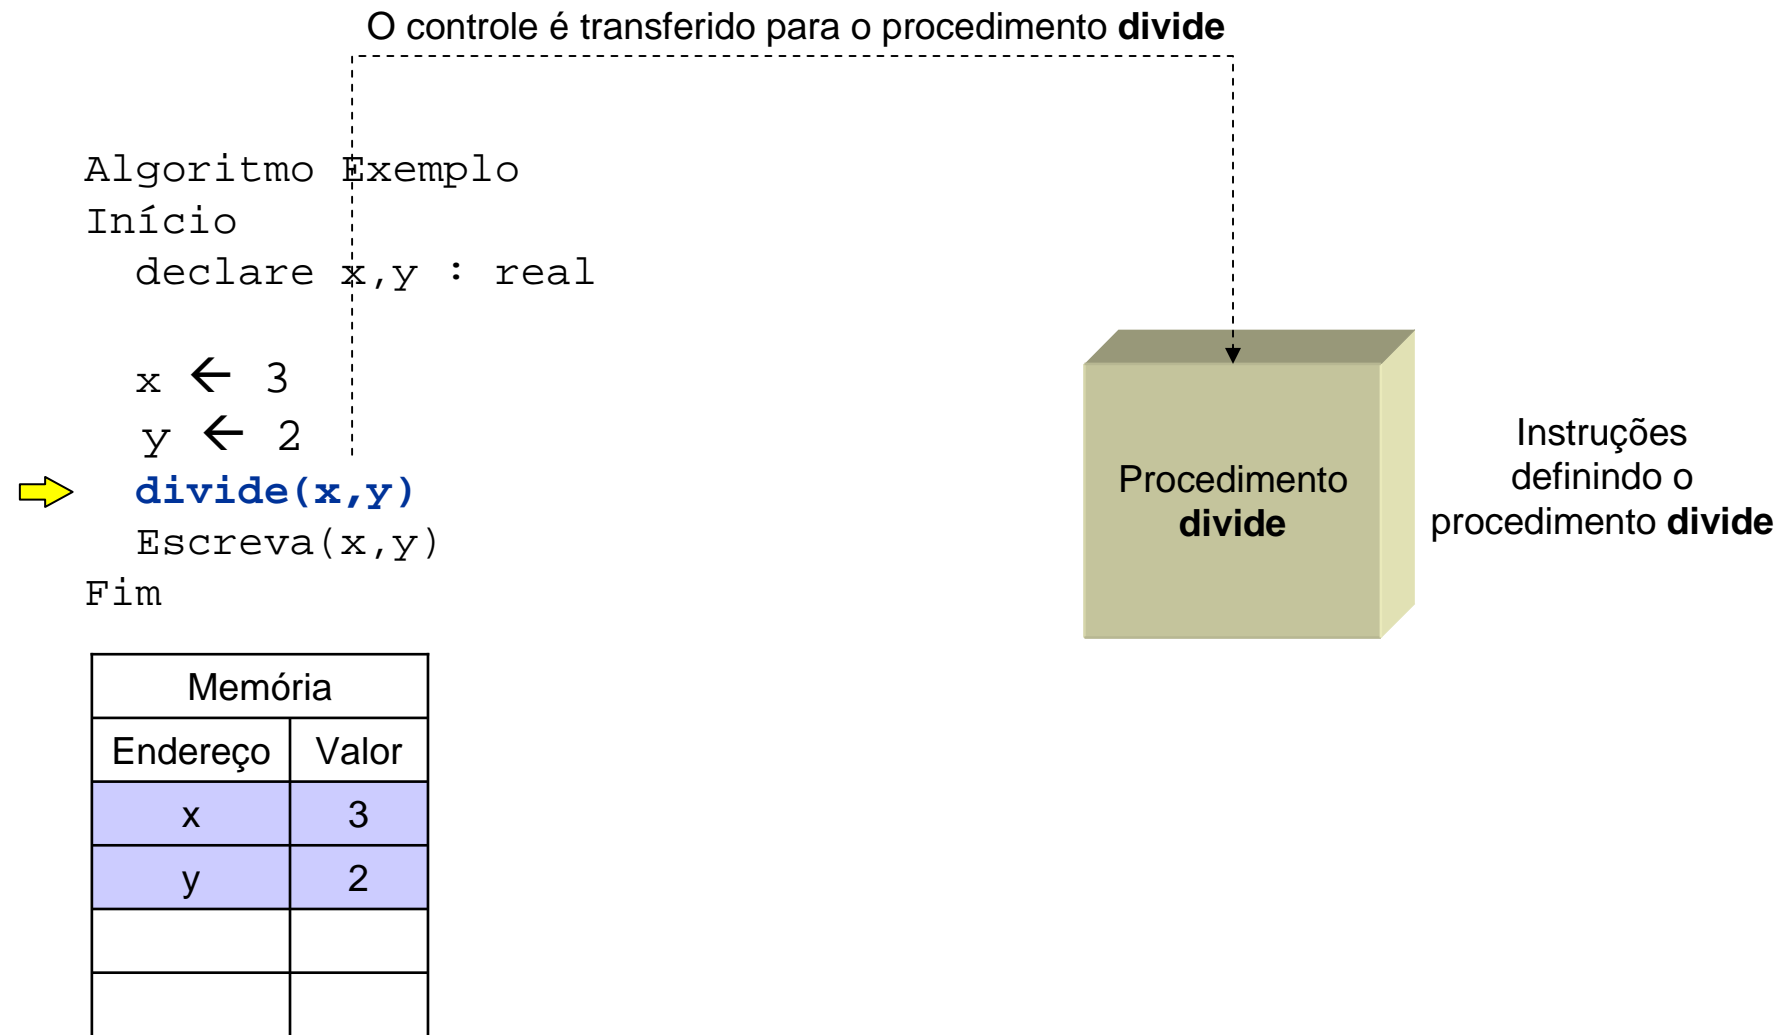 O controle é transferido para o procedimento divide
Algoritmo Exemplo
Início
declare x,y : real
x ← 3
y ← 2
divide(x,y)
Escreva(x,y)
Fim
Procedimento
divide
Instruções
definindo o
procedimento divide
Memória
Endereço Valor
x 3
y 2